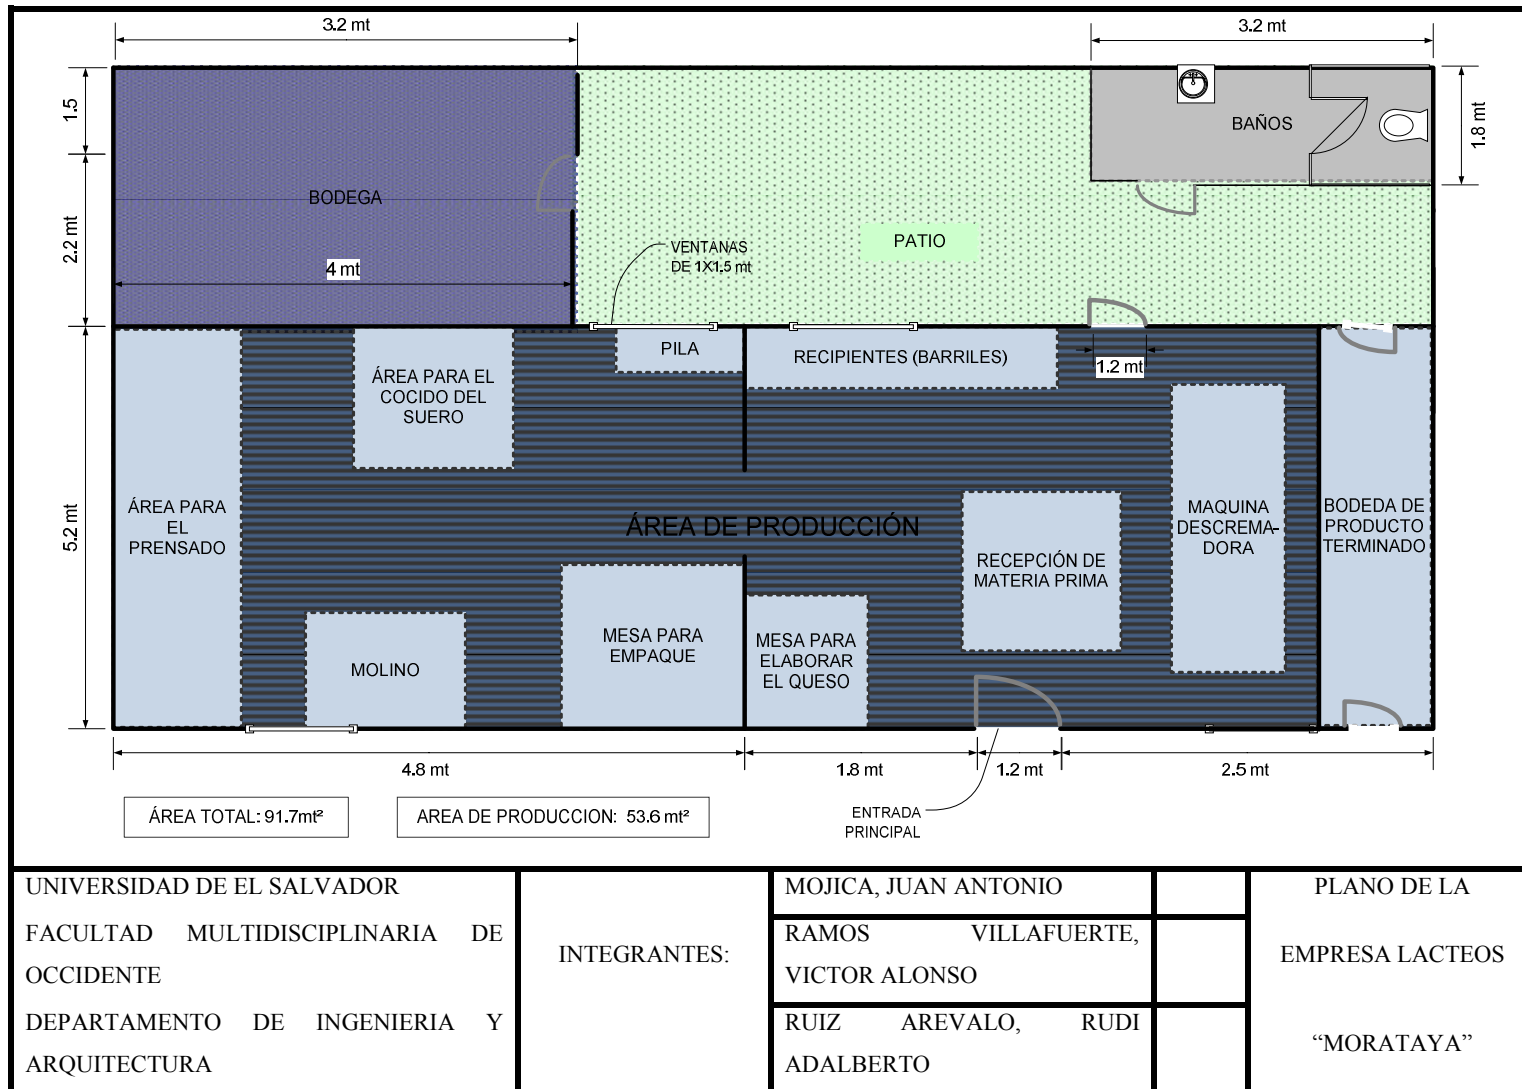 3.2 mt
3.2 mt
1.5
2.2 mt
5.2 mt
1.8 mt
BAÑOS
BODEGA
4 mt
VENTANAS
DE 1X1.5 mt
PATIO
PILA
RECIPIENTES (BARRILES)
1.2 mt
ÁREA PARA EL
COCIDO DEL
SUERO
ÁREA PARA
EL
PRENSADO
ÁREA DE PRODUCCIÓN
RECEPCIÓN DE
MATERIA PRIMA
MAQUINA
DESCREMA-
DORA
BODEDA DE
PRODUCTO
TERMINADO
MOLINO
MESA PARA
EMPAQUE
MESA PARA
ELABORAR
EL QUESO
4.8 mt
1.8 mt
1.2 mt
2.5 mt
ÁREA TOTAL: 91.7mt²
AREA DE PRODUCCION: 53.6 mt²
ENTRADA
PRINCIPAL
UNIVERSIDAD DE EL SALVADOR
FACULTAD MULTIDISCIPLINARIA DE
OCCIDENTE
DEPARTAMENTO DE INGENIERIA Y
ARQUITECTURA
INTEGRANTES:
MOJICA, JUAN ANTONIO
RAMOS VILLAFUERTE,
VICTOR ALONSO
RUIZ AREVALO, RUDI
ADALBERTO
PLANO DE LA
EMPRESA LACTEOS
“MORATAYA”